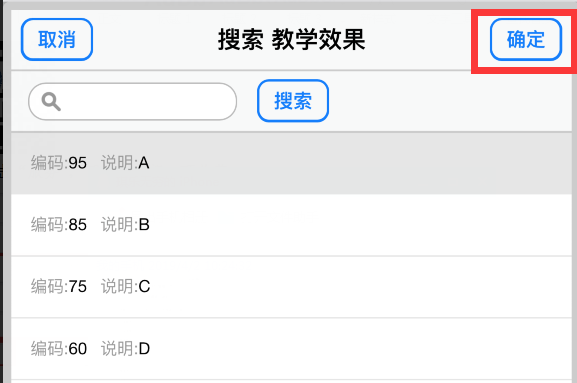 取消 搜索 教学效果 确定
搜索
编码:95 说明:A
编码:85 说明:B
编码:75 说明:C
编码:60 说明:D